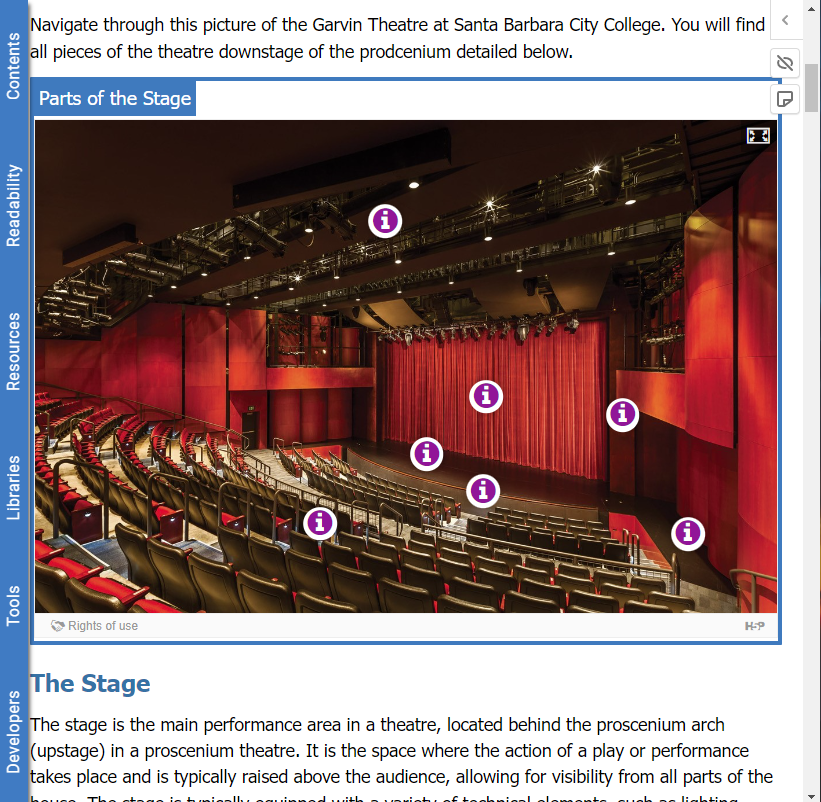 Navigate through this picture of the Garvin Theatre at Santa Barbara City College. You will find
all pieces of the theatre downstage of the prodcenium detailed below.
Parts of the Stage
Rights of use
H-P
The Stage
The stage is the main performance area in a theatre, located behind the proscenium arch
(upstage) in a proscenium theatre. It is the space where the action of a play or performance
takes place and is typically raised above the audience, allowing for visibility from all parts of the
house. The stage is typically equipped with a variety of technical elements, such as lighting,
Contents
Readability
Resources
Libraries
Tools
Developers